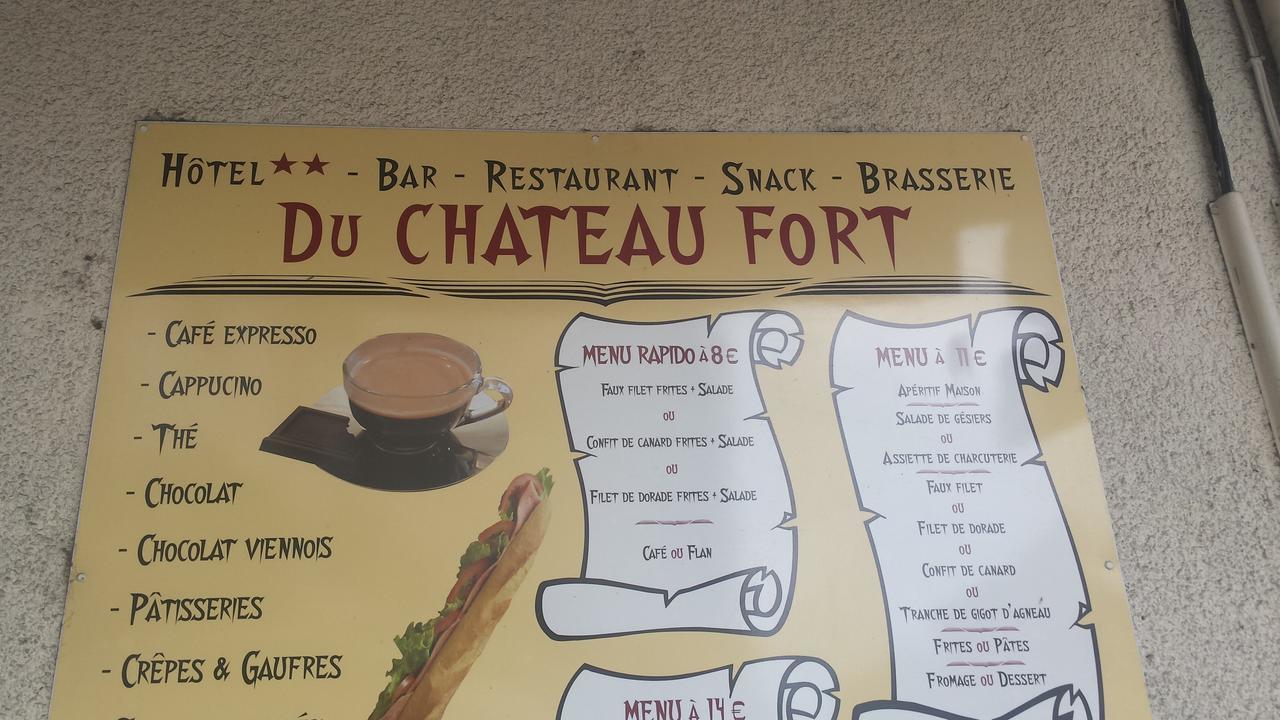 HÔTEL★★ - BAR - RESTAURANT - SNACK - BRASSERIE
DU CHATEAU FORT
- CAFÉ EXPRESSO
- CAPPUCINO
- THÉ
- CHOCOLAT
- CHOCOLAT VIENNOIS
- PÂTISSERIES
- CRÊPES & GAUFRES
MENU RAPIDO À 8 €
FAUX FILET FRITES + SALADE
OU
CONFIT DE CANARD FRITES + SALADE
OU
FILET DE DORADE FRITES + SALADE
CAFÉ OU FLAN
MENU À 14 €
MENU À 11 €
APÉRITIF MAISON
SALADE DE GÉSIERS
OU
ASSIETTE DE CHARCUTERIE
FAUX FILET
OU
FILET DE DORADE
OU
CONFIT DE CANARD
OU
TRANCHE DE GIGOT D'AGNEAU
FRITES OU PÂTES
FROMAGE OU DESSERT